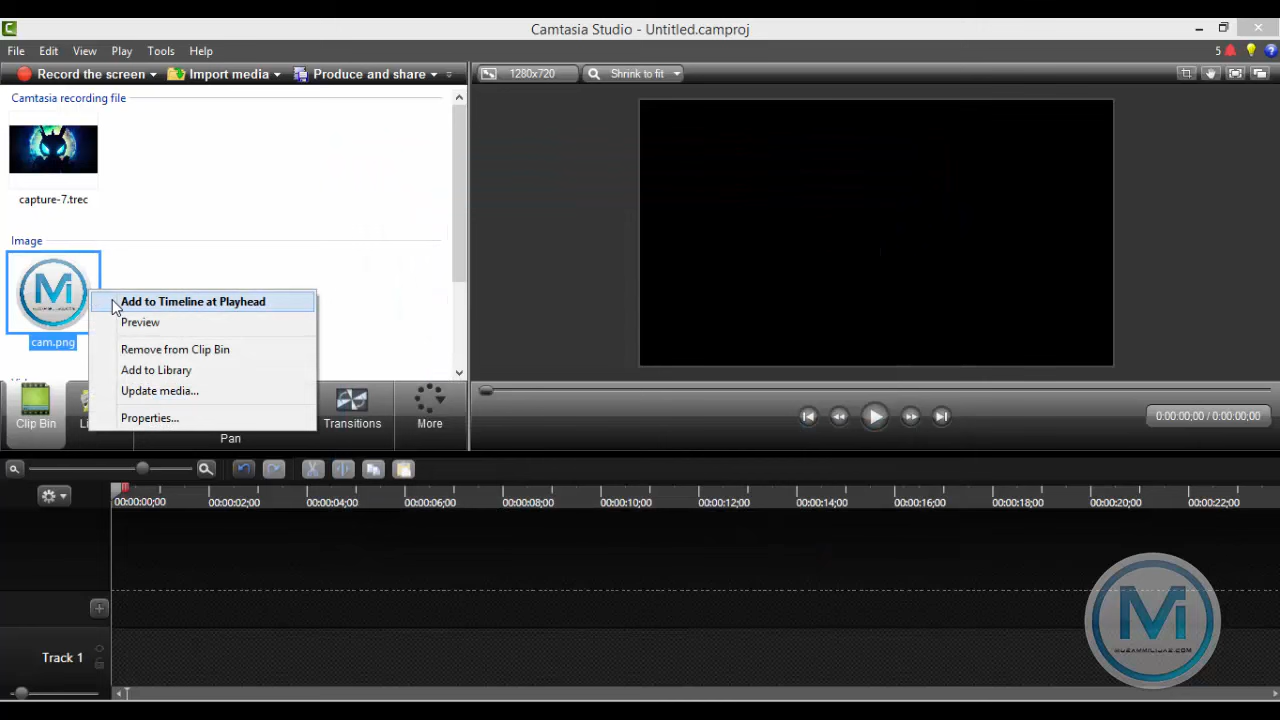 Camtasia Studio - Untitled.camproj
File Edit View Play Tools Help
5
Record the screen Import media Produce and share
1280x720 Shrink to fit
Camtasia recording file
capture-7.trec
Image
cam.png
Add to Timeline at Playhead
Preview
Remove from Clip Bin
Add to Library
Update media...
Properties...
Clip Bin
Pan
Transitions
More
0:00:00;00 / 0:00:00;00
00:00:00;00 00:00:02;00 00:00:04;00 00:00:06;00 00:00:08;00 00:00:10;00 00:00:12;00 00:00:14;00 00:00:16;00 00:00:18;00 00:00:20;00 00:00:22;00
Track 1